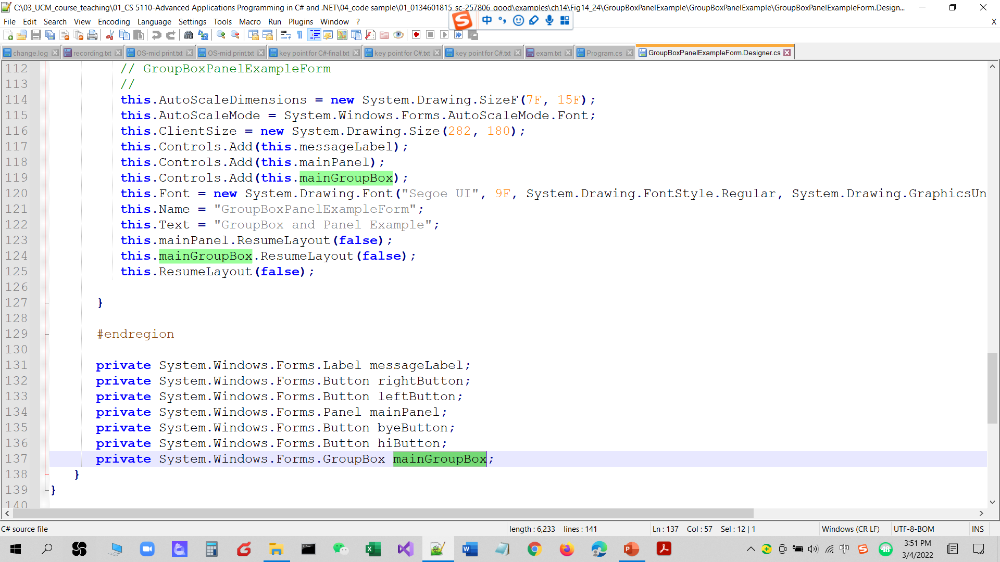 C:\03_UCM_course_teaching\01_CS 5110-Advanced Applications Programming in C# and .NET\04_code sample\01_0134601815_sc-257806_good\examples\ch14\Fig14_24\GroupBoxPanelExample\GroupBoxPanelExample\GroupBoxPanelExampleForm.Design...
File Edit Search View Encoding Language Settings Tools Macro Run Plugins Window ? X
S 中
change.log recording.txt OS-mid print.txt OS-mid print.txt key point for C#-final.txt key point for C#.txt key point for C#.txt exam.txt Program.cs GroupBoxPanelExampleForm.Designer.cs
112 // GroupBoxPanelExampleForm
113 //
114 this.AutoScaleDimensions = new System.Drawing.SizeF(7F, 15F);
115 this.AutoScaleMode = System.Windows.Forms.AutoScaleMode.Font;
116 this.ClientSize = new System.Drawing.Size(282, 180);
117 this.Controls.Add(this.messageLabel);
118 this.Controls.Add(this.mainPanel);
119 this.Controls.Add(this.mainGroupBox);
120 this.Font = new System.Drawing.Font("Segoe UI", 9F, System.Drawing.FontStyle.Regular, System.Drawing.GraphicsUn
121 this.Name = "GroupBoxPanelExampleForm";
122 this.Text = "GroupBox and Panel Example";
123 this.mainPanel.ResumeLayout(false);
124 this.mainGroupBox.ResumeLayout(false);
125 this.ResumeLayout(false);
126
127 }
128
129 #endregion
130
131 private System.Windows.Forms.Label messageLabel;
132 private System.Windows.Forms.Button rightButton;
133 private System.Windows.Forms.Button leftButton;
134 private System.Windows.Forms.Panel mainPanel;
135 private System.Windows.Forms.Button byeButton;
136 private System.Windows.Forms.Button hiButton;
137 private System.Windows.Forms.GroupBox mainGroupBox;
138 }
139 }
140
C# source file length : 6,233 lines : 141 Ln : 137 Col : 57 Sel : 12 | 1 Windows (CR LF) UTF-8-BOM INS
中 S 48 3:51 PM
3/4/2022